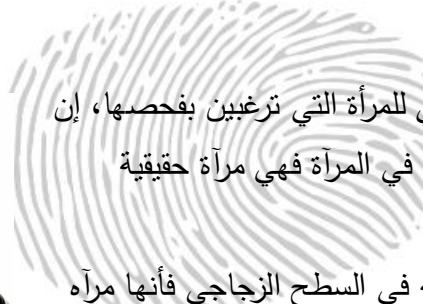 للمرأة التي ترغبين بفحصها، إن
في المرآة فهي مرآة حقيقية
في السطح الزجاجي فأنها مرآه